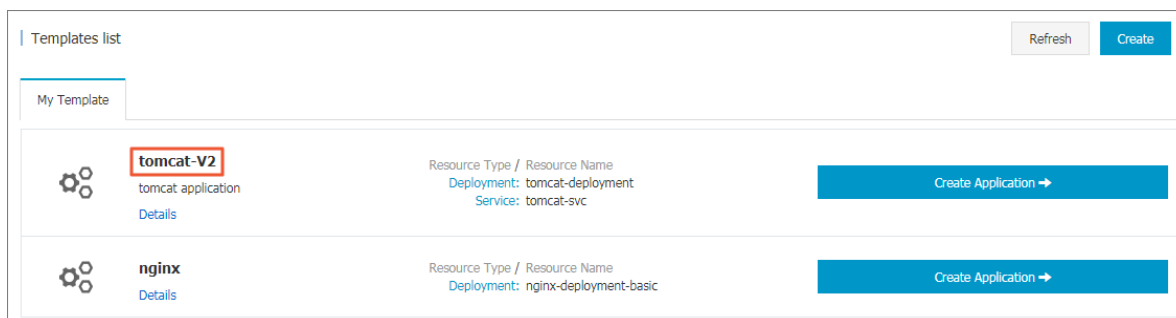 Templates list
Refresh
Create
My Template
tomcat-V2
tomcat application
Details
Resource Type / Resource Name
Deployment: tomcat-deployment
Service: tomcat-svc
Create Application ➔
nginx
Details
Resource Type / Resource Name
Deployment: nginx-deployment-basic
Create Application ➔